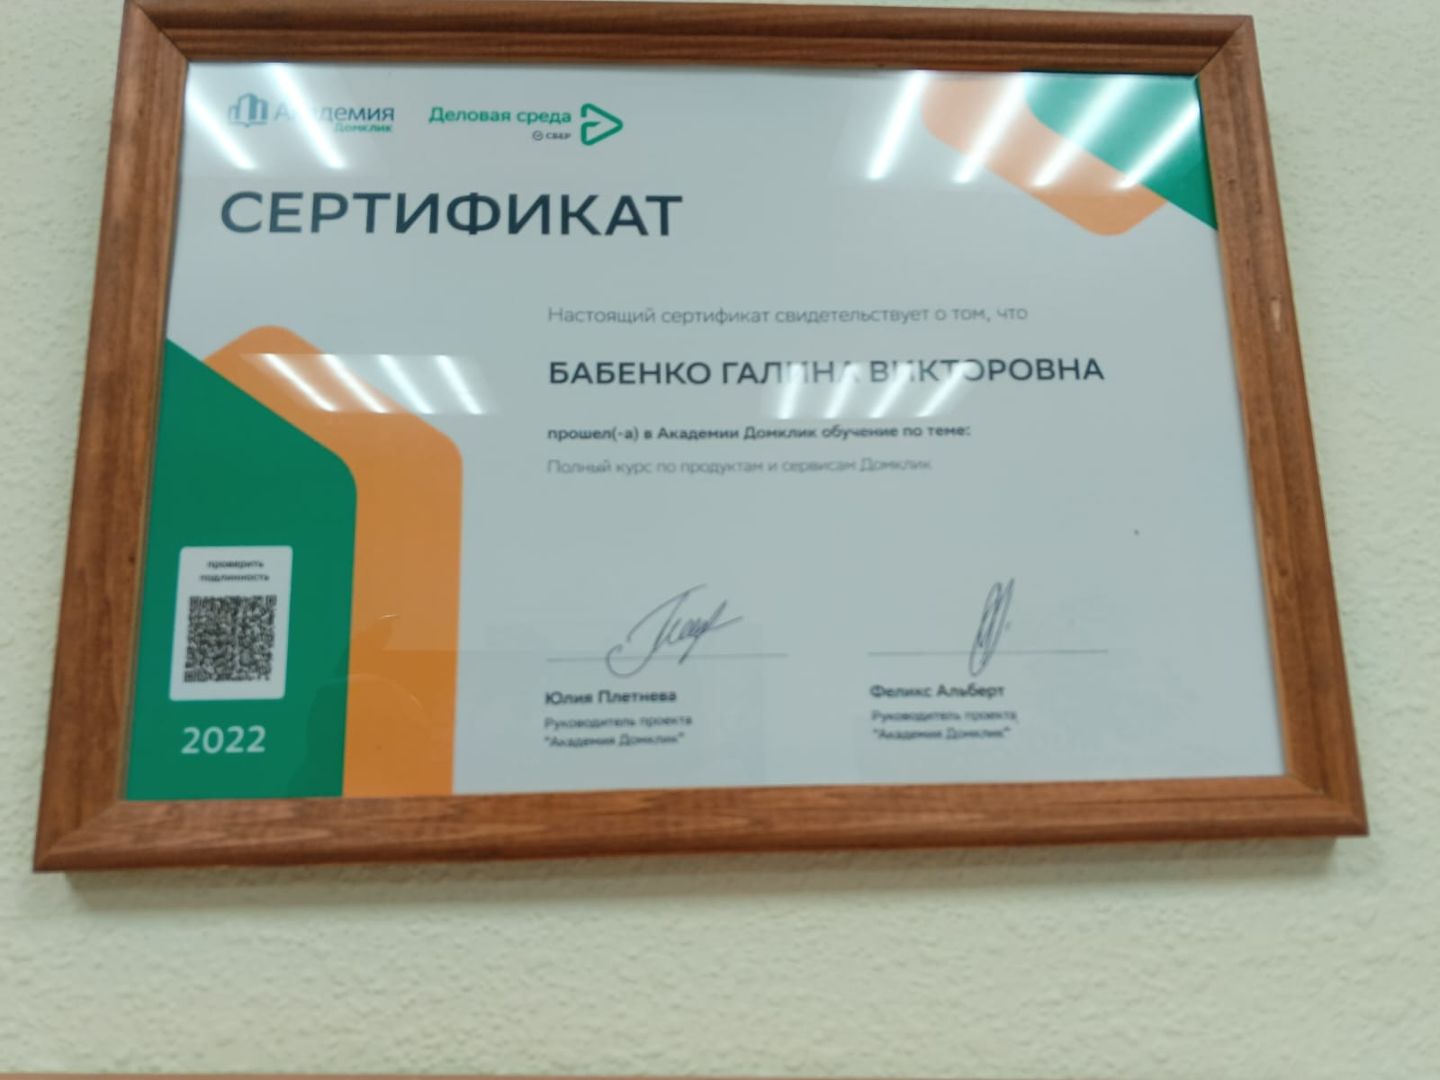 Академия
Домклик
Деловая среда
СБЕР
СЕРТИФИКАТ
Настоящий сертификат свидетельствует о том, что
БАБЕНКО ГАЛИНА ВИКТОРОВНА
прошел(-а) в Академии Домклик обучение по теме:
Полный курс по продуктам и сервисам Домклик
проверить
подлинность
2022
Юлия Плетнева
Руководитель проекта
"Академия Домклик"
Феликс Альберт
Руководитель проекта
"Академии Домклик"